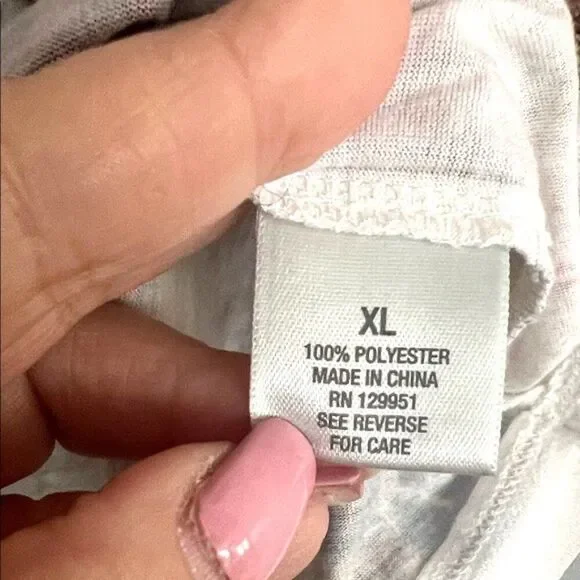 XL
100% POLYESTER
MADE IN CHINA
RN 129951
SEE REVERSE
FOR CARE